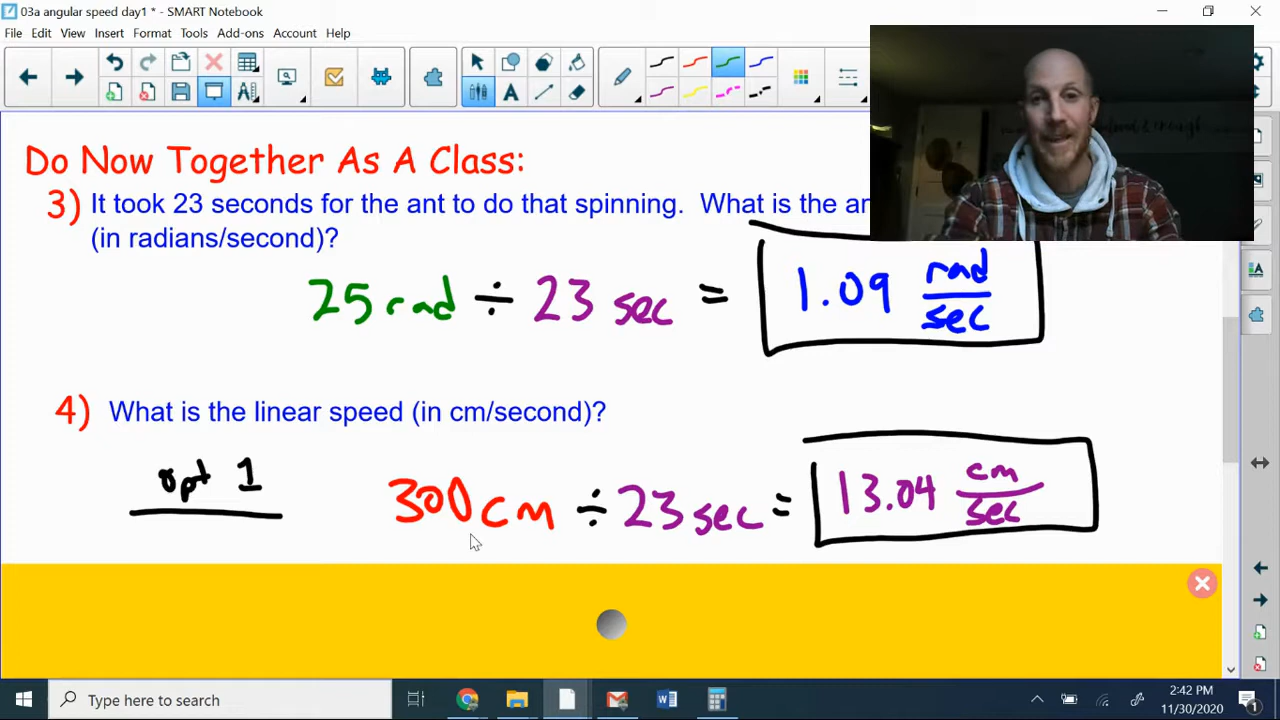 03a angular speed day1 * - SMART Notebook
File Edit View Insert Format Tools Add-ons Account Help
Do Now Together As A Class:
3) It took 23 seconds for the ant to do that spinning. What is the
(in radians/second)?
25 rad ÷ 23 sec = 1.09 rad/sec
4) What is the linear speed (in cm/second)?
opt 1
300 cm ÷ 23 sec = 13.04 cm/sec
Type here to search
2:42 PM
11/30/2020
1